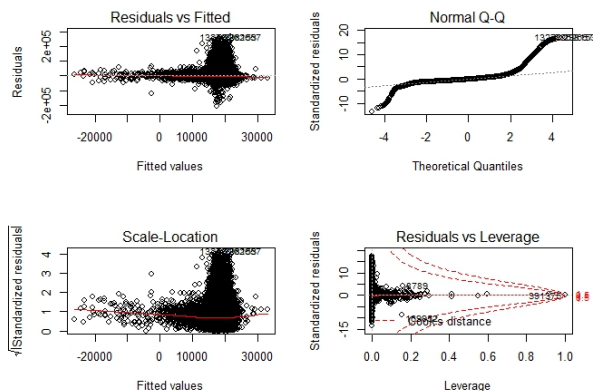 Residuals vs Fitted
Residuals
-2e+05
2e+05
-20000
0
10000
30000
Fitted values
Normal Q-Q
Standardized residuals
-10
0
10
20
-4
-2
0
2
4
Theoretical Quantiles
Scale-Location
√|Standardized residuals|
0
1
2
3
4
-20000
0
10000
30000
Fitted values
Residuals vs Leverage
Standardized residuals
-15
0
10
Cook's distance
0.5
0.0
0.2
0.4
0.6
0.8
1.0
Leverage